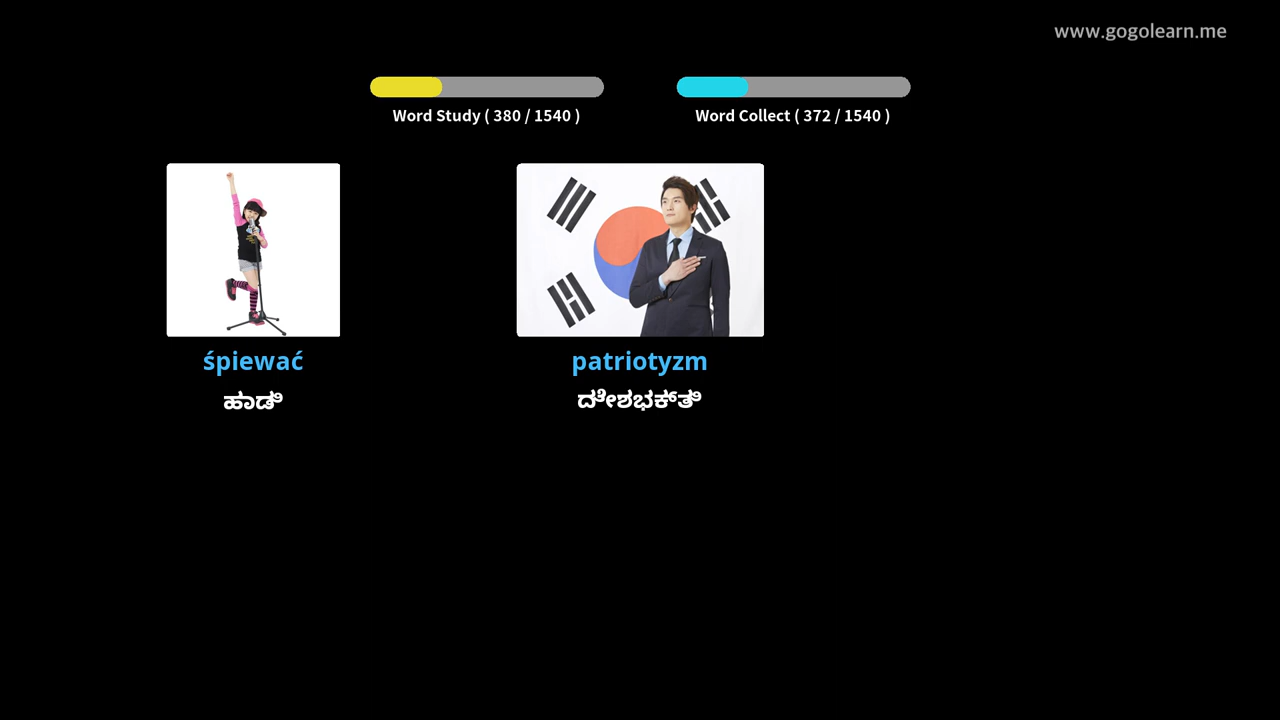 www.gogolearn.me
Word Study ( 380 / 1540 )
Word Collect ( 372 / 1540 )
śpiewać
patriotyzm
ಹಾಡಿ
ದೇಶಭಕ್ತಿ